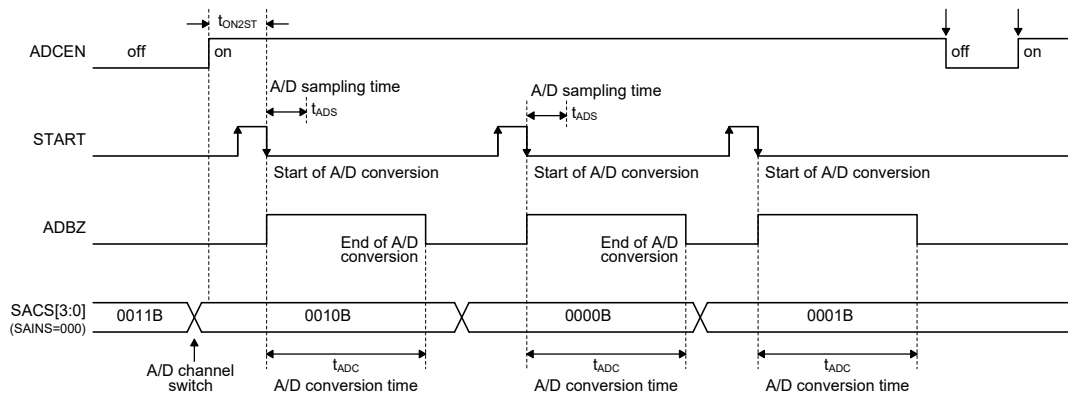 tON2ST
ADCEN
off
on
off
on
A/D sampling time
tADS
A/D sampling time
tADS
START
Start of A/D conversion
Start of A/D conversion
Start of A/D conversion
ADBZ
End of A/D
conversion
End of A/D
conversion
SACS[3:0]
(SAINS=000)
0011B
0010B
0000B
0001B
A/D channel
switch
tADC
A/D conversion time
tADC
A/D conversion time
tADC
A/D conversion time